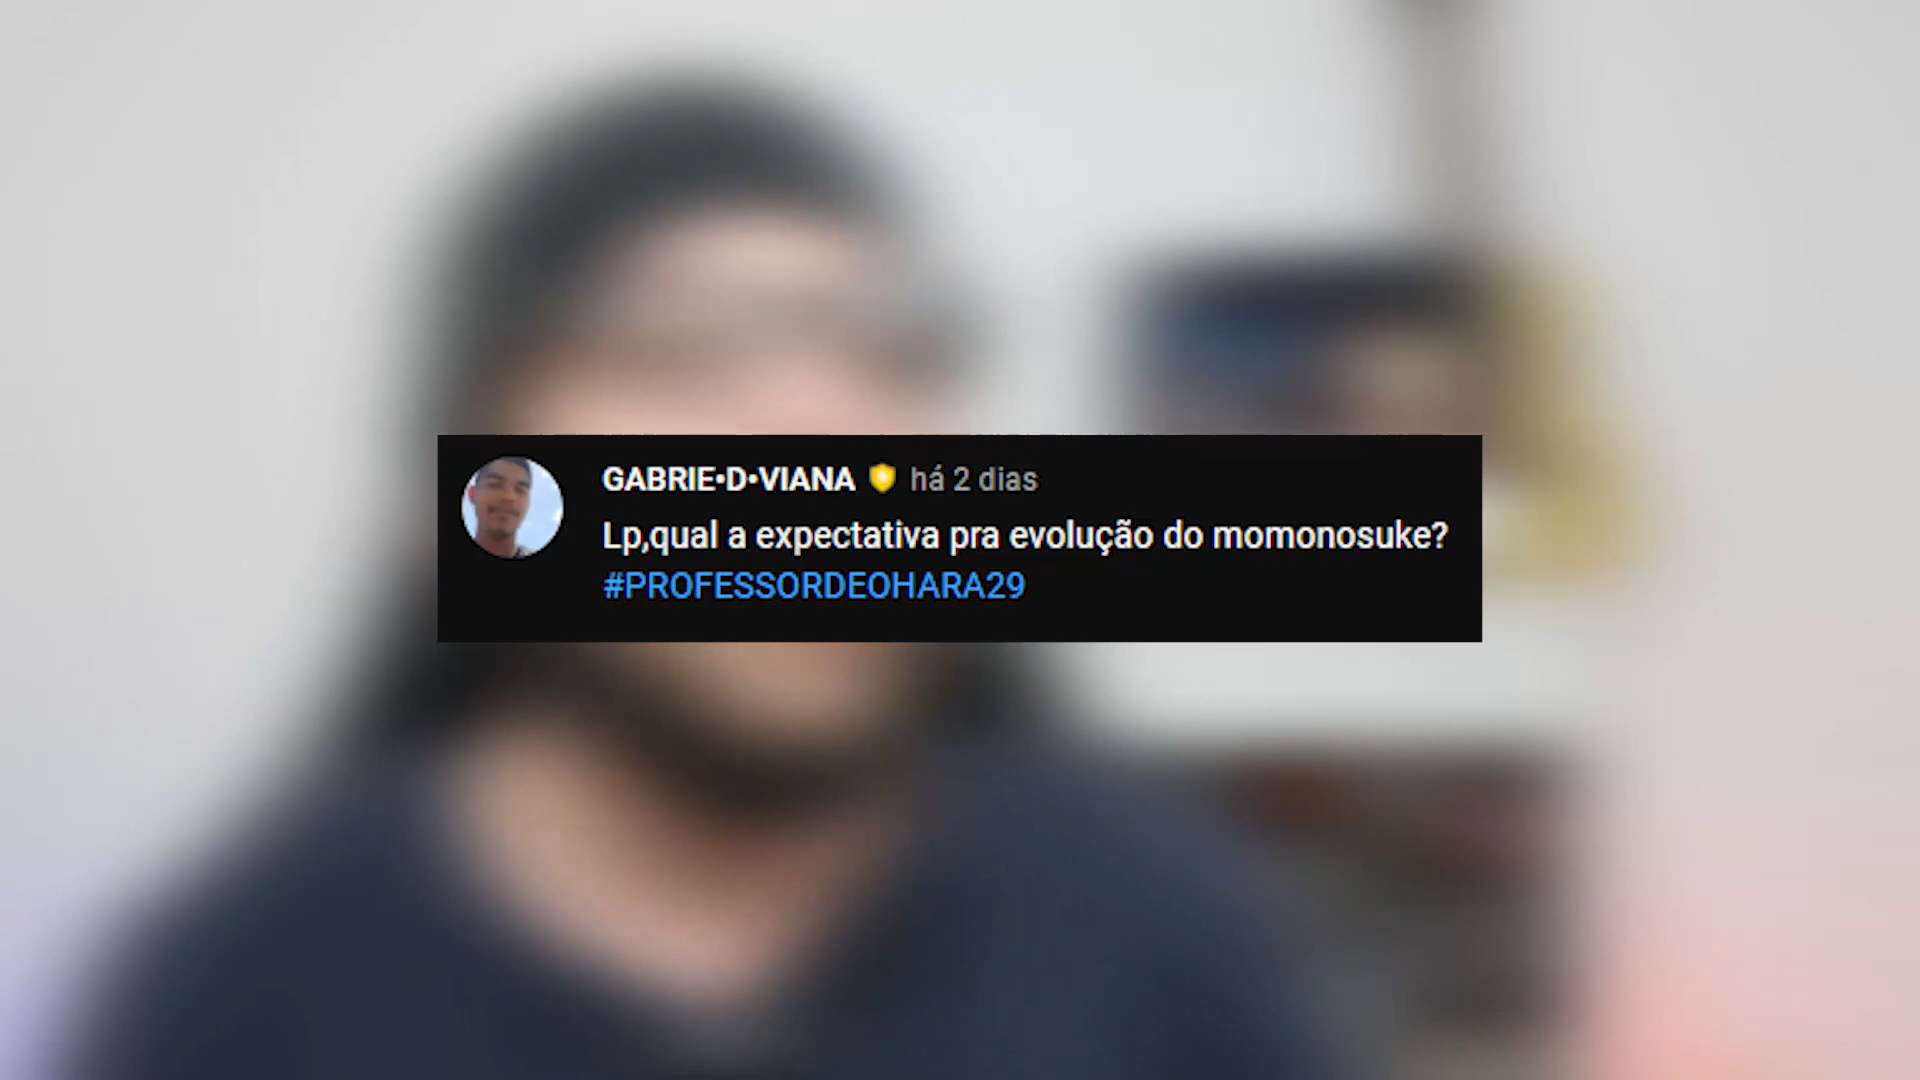 GABRIE•D•VIANA há 2 dias
Lp,qual a expectativa pra evolução do momonosuke?
#PROFESSORDEOHARA29